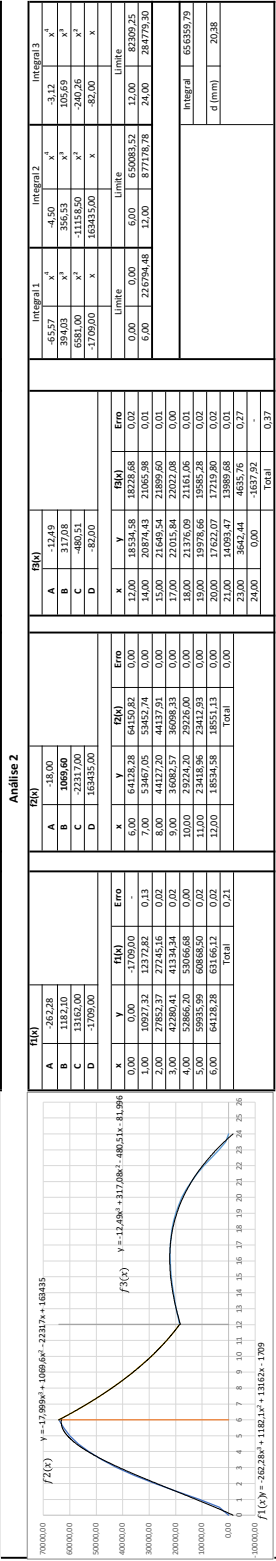 Análise 2
y = -17,999x³ + 1069,6x² - 22317x + 163435
f2(x)
y = -12,49x³ + 317,08x² - 480,51x - 81,996
f3(x)
70000,00
60000,00
50000,00
40000,00
30000,00
20000,00
10000,00
0,00
-10000,00
0 1 2 3 4 5 6 7 8 9 10 11 12 13 14 15 16 17 18 19 20 21 22 23 24 25 26
f1(x) y = -262,28x³ + 1182,1x² + 13162x - 1709
f1(x)
A -262,28
B 1182,10
C 13162,00
D -1709,00
x y f1(x) Erro
0,00 0,00 -1709,00 -
1,00 10927,32 12372,82 0,13
2,00 27852,37 27245,16 0,02
3,00 42280,41 41334,34 0,02
4,00 52866,20 53066,68 0,00
5,00 59935,99 60868,50 0,02
6,00 64128,28 63166,12 0,02
Total 0,21
f2(x)
A -18,00
B 1069,60
C -22317,00
D 163435,00
x y f2(x) Erro
6,00 64128,28 64150,82 0,00
7,00 53467,05 53452,74 0,00
8,00 44127,20 44137,91 0,00
9,00 36082,57 36098,33 0,00
10,00 29224,20 29226,00 0,00
11,00 23418,96 23412,93 0,00
12,00 18534,58 18551,13 0,00
Total 0,00
f3(x)
A -12,49
B 317,08
C -480,51
D -82,00
x y f3(x) Erro
12,00 18534,58 18228,68 0,02
14,00 20874,43 21065,98 0,01
15,00 21649,54 21899,60 0,01
17,00 22015,84 22022,08 0,00
18,00 21376,09 21161,06 0,01
19,00 19978,66 19585,28 0,02
20,00 17622,07 17219,80 0,02
21,00 14093,47 13989,68 0,01
23,00 3642,44 4635,76 0,27
24,00 0,00 -1637,92 -
Total 0,37
Integral 1 Integral 2 Integral 3
-65,57 x⁴ -4,50 x⁴ -3,12 x⁴
394,03 x³ 356,53 x³ 105,69 x³
6581,00 x² -11158,50 x² -240,26 x²
-1709,00 x 163435,00 x -82,00 x
Limite Limite Limite
0,00 0,00 6,00 650083,52 12,00 82309,25
6,00 226794,48 12,00 877178,78 24,00 284779,30
Integral 656359,79
d (mm) 20,38